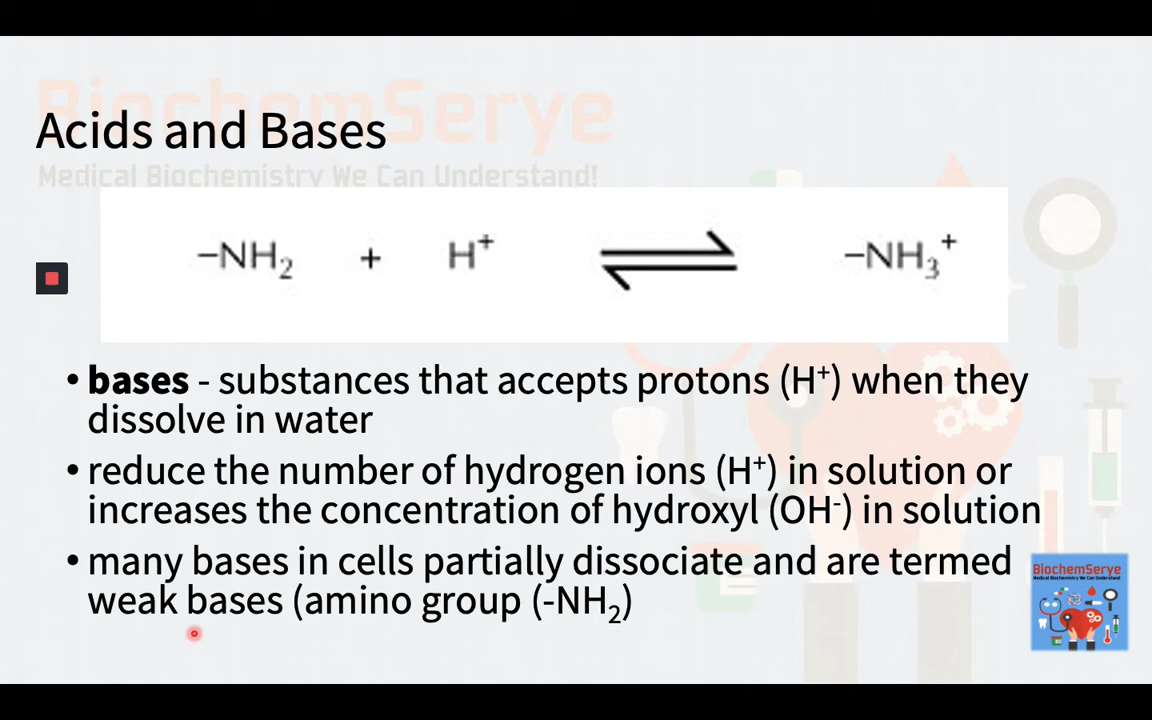 BiochemSerye
Acids and Bases
Medical Biochemistry We Can Understand!
–NH₂ + H⁺ ⇌ –NH₃⁺
• bases - substances that accepts protons (H⁺) when they
dissolve in water
• reduce the number of hydrogen ions (H⁺) in solution or
increases the concentration of hydroxyl (OH⁻) in solution
• many bases in cells partially dissociate and are termed
weak bases (amino group (-NH₂)
BiochemSerye
Medical Biochemistry We Can Understand